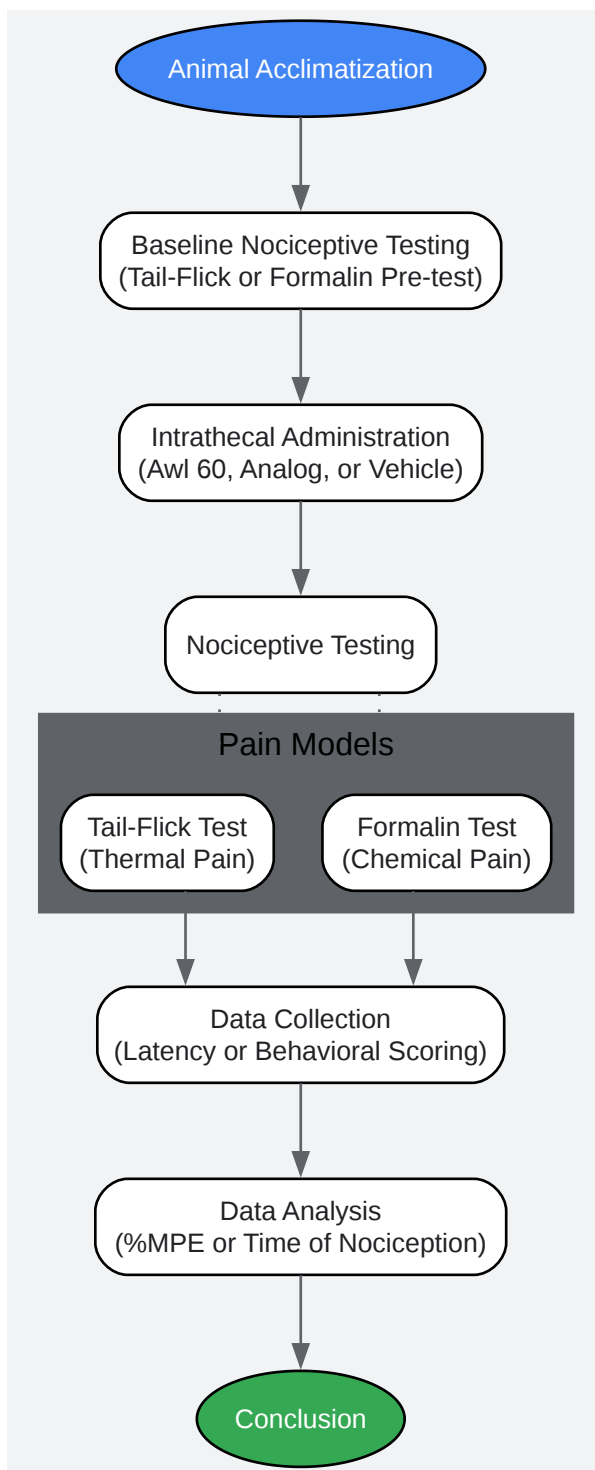 Animal Acclimatization
Baseline Nociceptive Testing
(Tail-Flick or Formalin Pre-test)
Intrathecal Administration
(Awl 60, Analog, or Vehicle)
Nociceptive Testing
Pain Models
Tail-Flick Test
(Thermal Pain)
Formalin Test
(Chemical Pain)
Data Collection
(Latency or Behavioral Scoring)
Data Analysis
(%MPE or Time of Nociception)
Conclusion